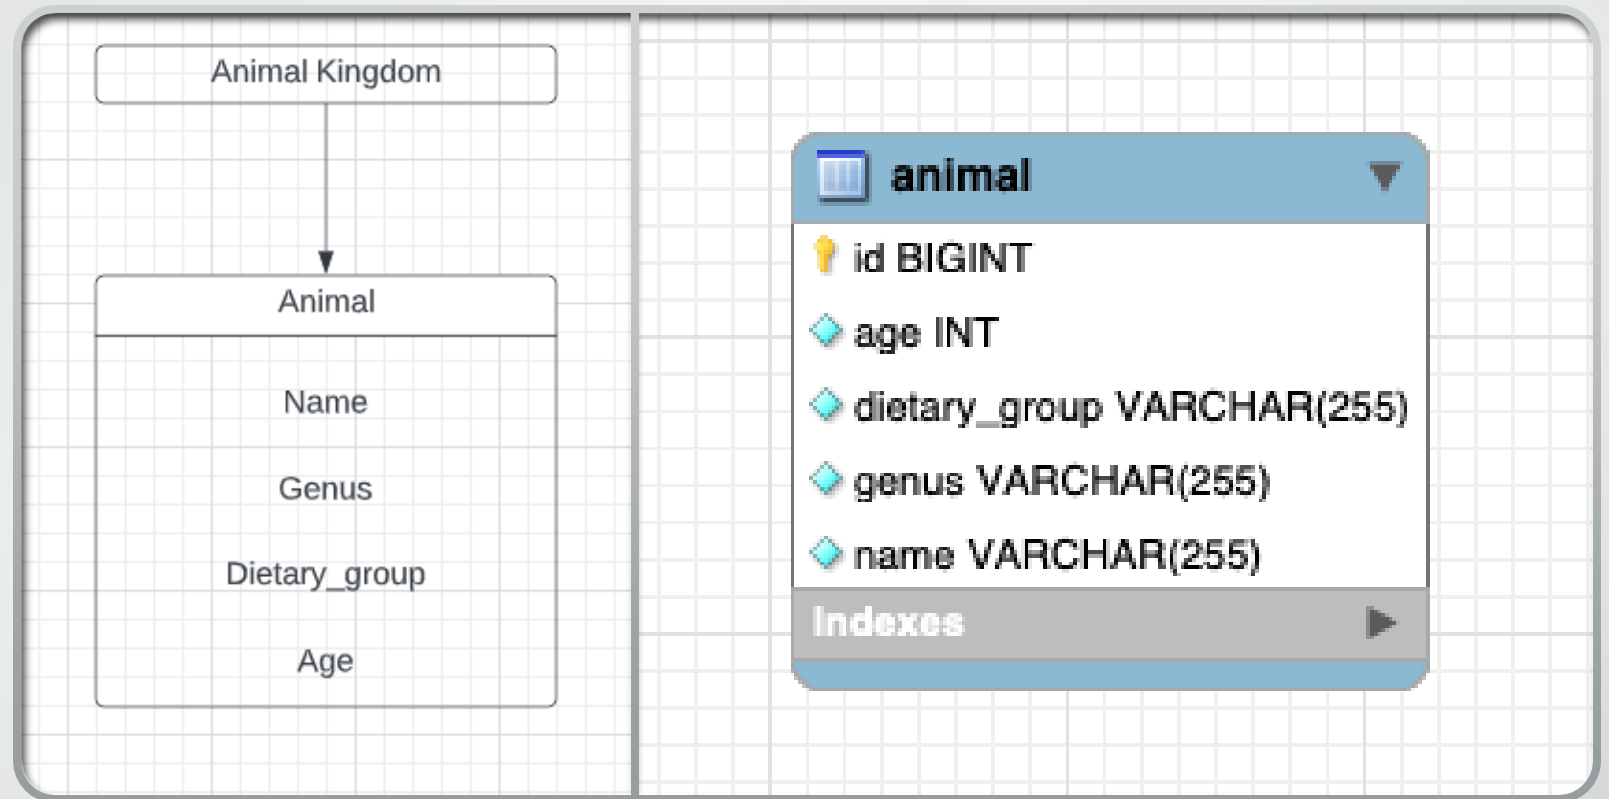 Animal Kingdom
Animal
Name
Genus
Dietary_group
Age
animal
id BIGINT
age INT
dietary_group VARCHAR(255)
genus VARCHAR(255)
name VARCHAR(255)
Indexes